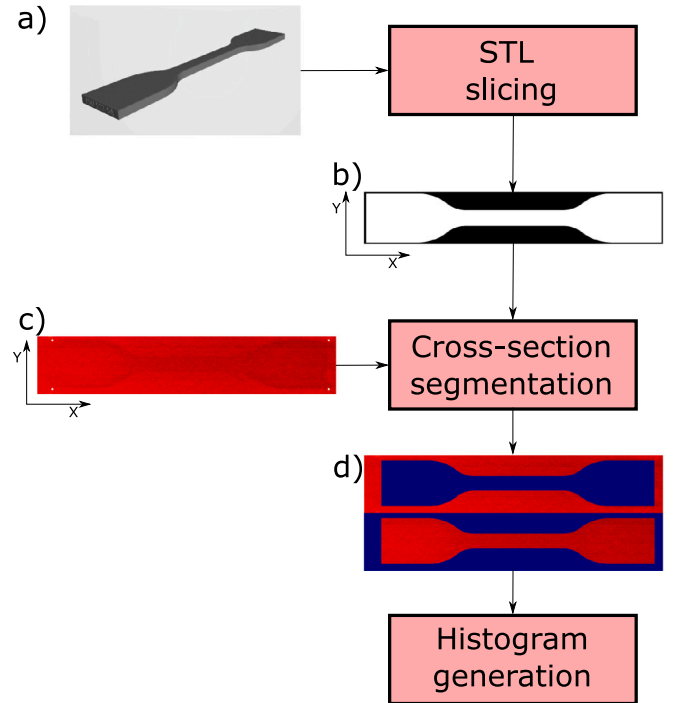 a)
STL
slicing
b)
Y
X
c)
Y
X
Cross-section
segmentation
d)
Histogram
generation